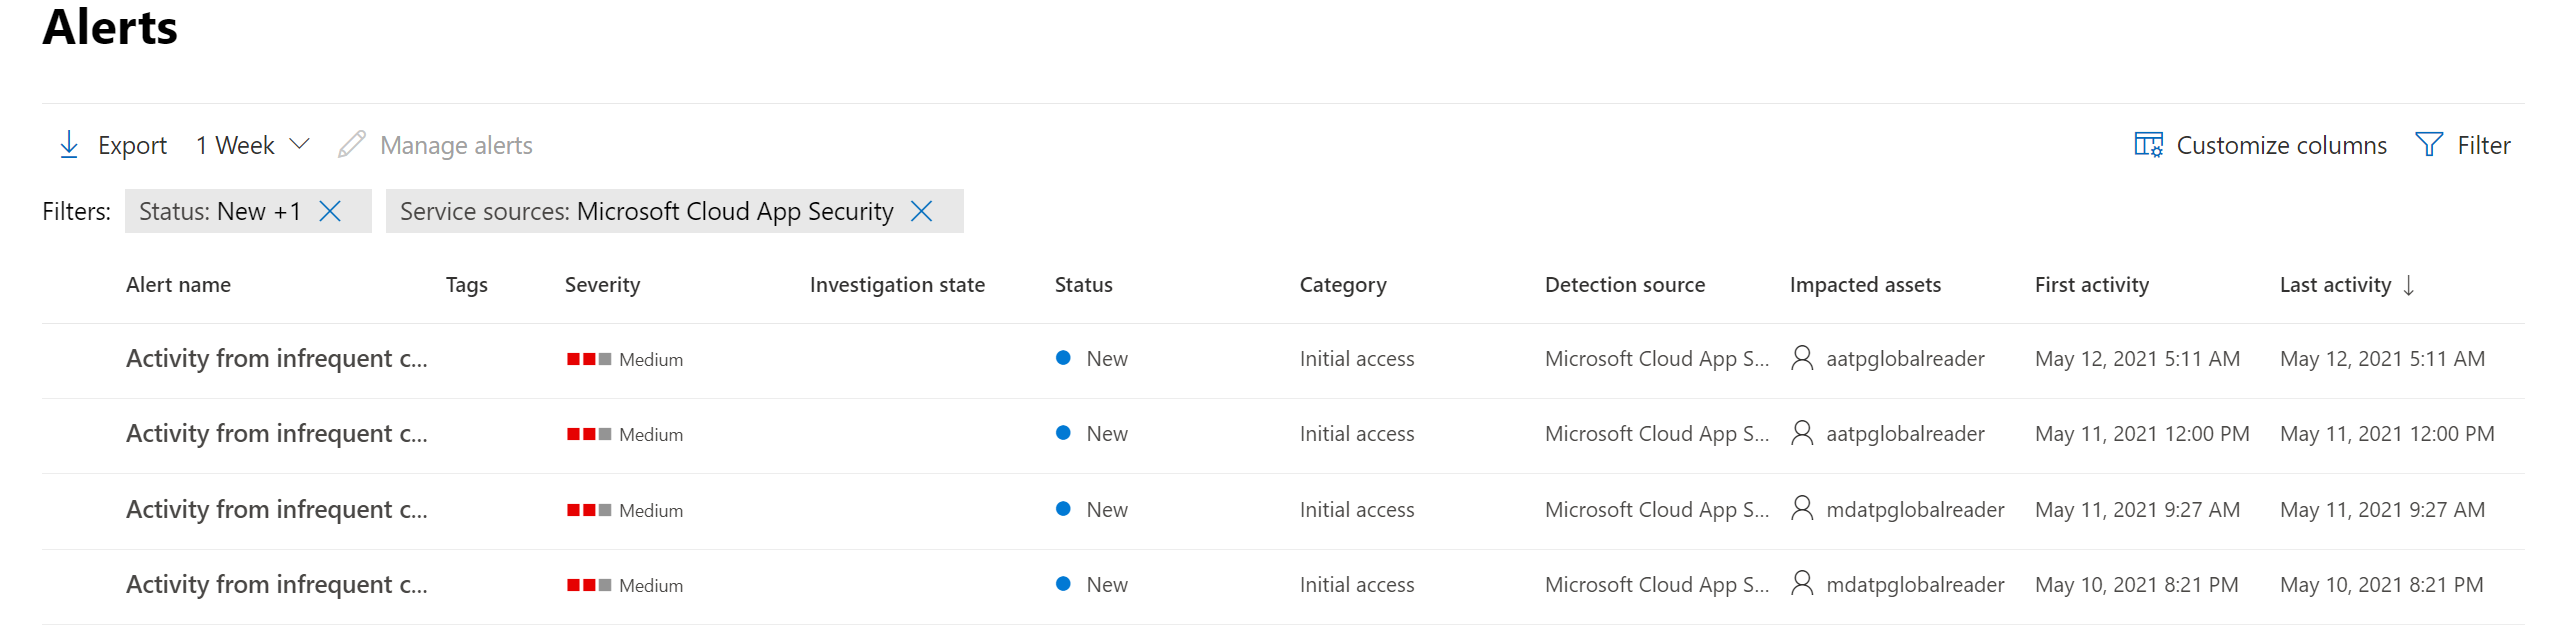 Alerts
Export 1 Week Manage alerts Customize columns Filter
Filters: Status: New +1 Service sources: Microsoft Cloud App Security
Alert name Tags Severity Investigation state Status Category Detection source Impacted assets First activity Last activity
Activity from infrequent c... Medium New Initial access Microsoft Cloud App S... aatpglobalreader May 12, 2021 5:11 AM May 12, 2021 5:11 AM
Activity from infrequent c... Medium New Initial access Microsoft Cloud App S... aatpglobalreader May 11, 2021 12:00 PM May 11, 2021 12:00 PM
Activity from infrequent c... Medium New Initial access Microsoft Cloud App S... mdatpglobalreader May 11, 2021 9:27 AM May 11, 2021 9:27 AM
Activity from infrequent c... Medium New Initial access Microsoft Cloud App S... mdatpglobalreader May 10, 2021 8:21 PM May 10, 2021 8:21 PM